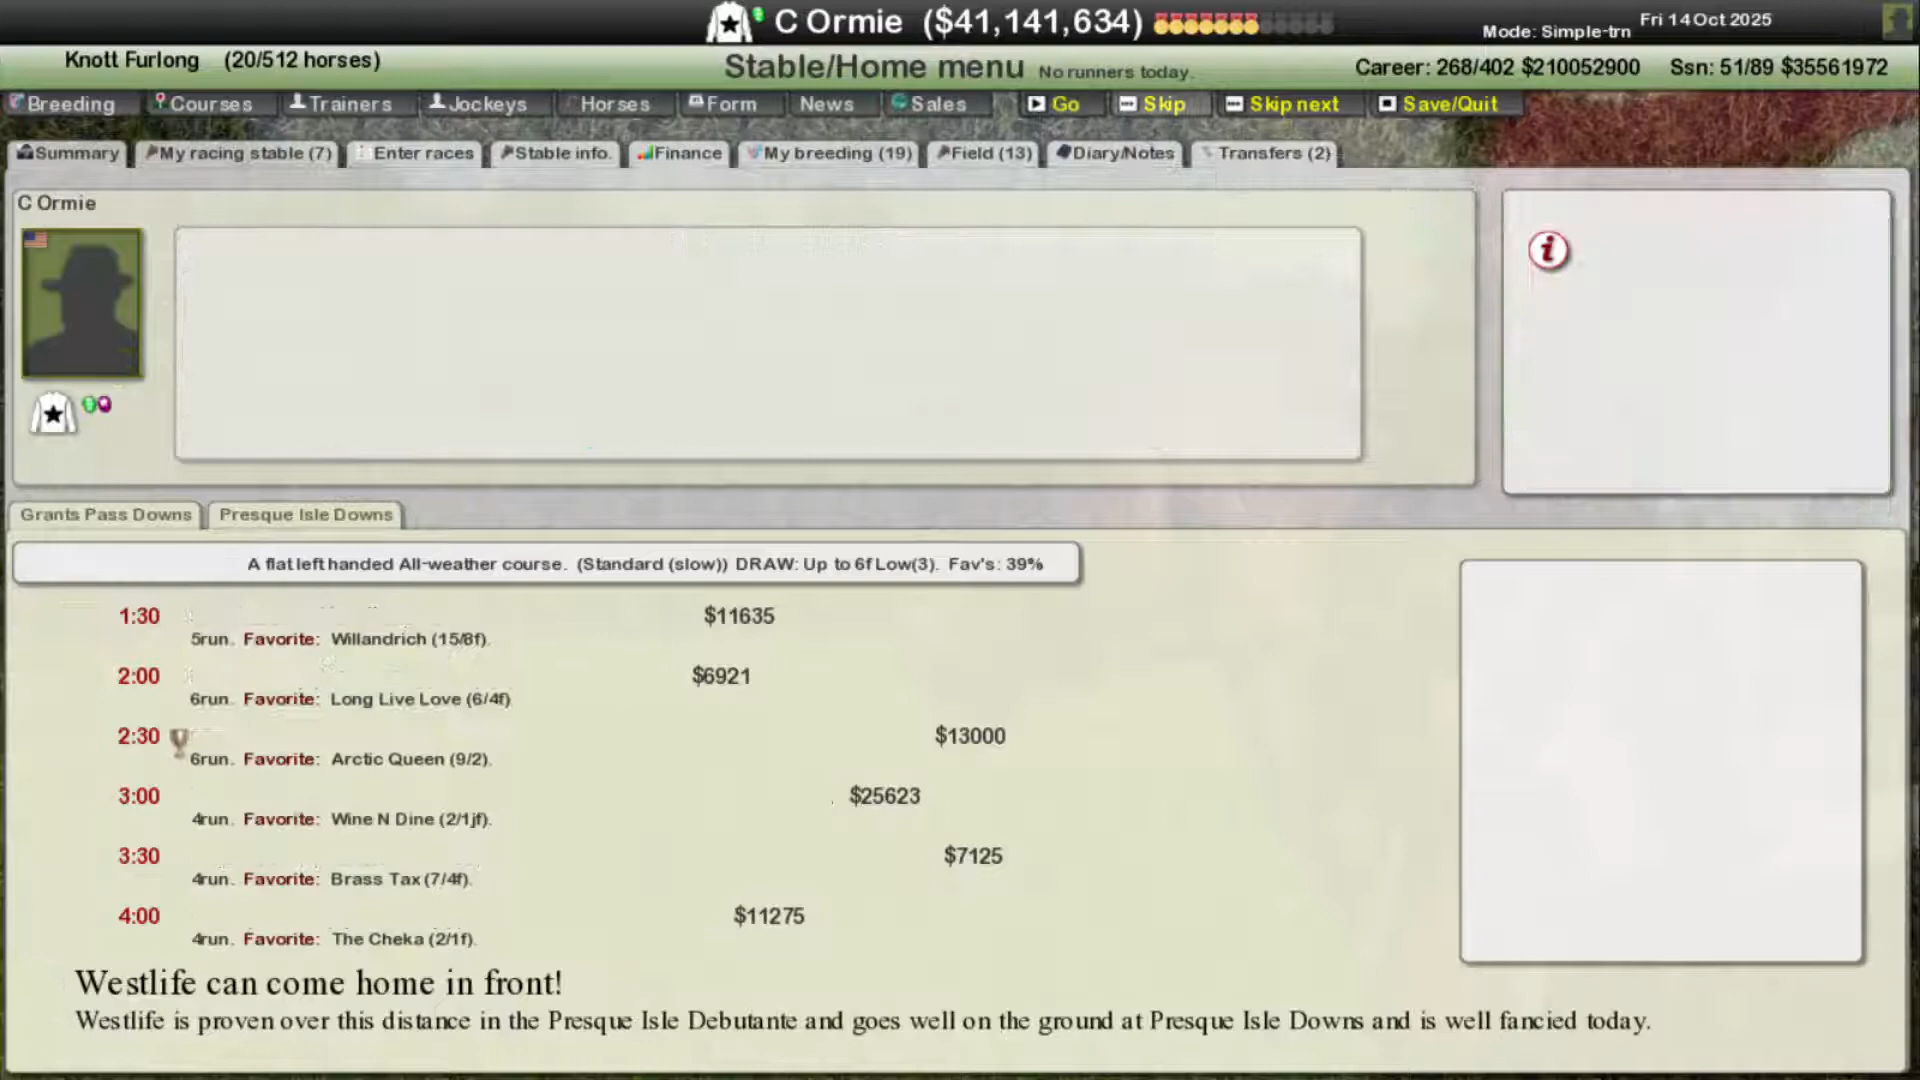 C Ormie ($41,141,634)
Mode: Simple-trn
Fri 14 Oct 2025
Knott Furlong (20/512 horses)
Stable/Home menu No runners today.
Career: 268/402 $210052900 Ssn: 51/89 $35561972
Breeding Courses Trainers Jockeys Horses Form News Sales Go Skip Skip next Save/Quit
Summary My racing stable (7) Enter races Stable info. Finance My breeding (19) Field (13) Diary/Notes Transfers (2)
C Ormie
Grants Pass Downs Presque Isle Downs
A flat left handed All-weather course. (Standard (slow)) DRAW: Up to 6f Low(3). Fav's: 39%
1:30 $11635
5run. Favorite: Willandrich (15/8f).
2:00 $6921
6run. Favorite: Long Live Love (6/4f)
2:30 $13000
6run. Favorite: Arctic Queen (9/2).
3:00 $25623
4run. Favorite: Wine N Dine (2/1jf).
3:30 $7125
4run. Favorite: Brass Tax (7/4f).
4:00 $11275
4run. Favorite: The Cheka (2/1f).
Westlife can come home in front!
Westlife is proven over this distance in the Presque Isle Debutante and goes well on the ground at Presque Isle Downs and is well fancied today.